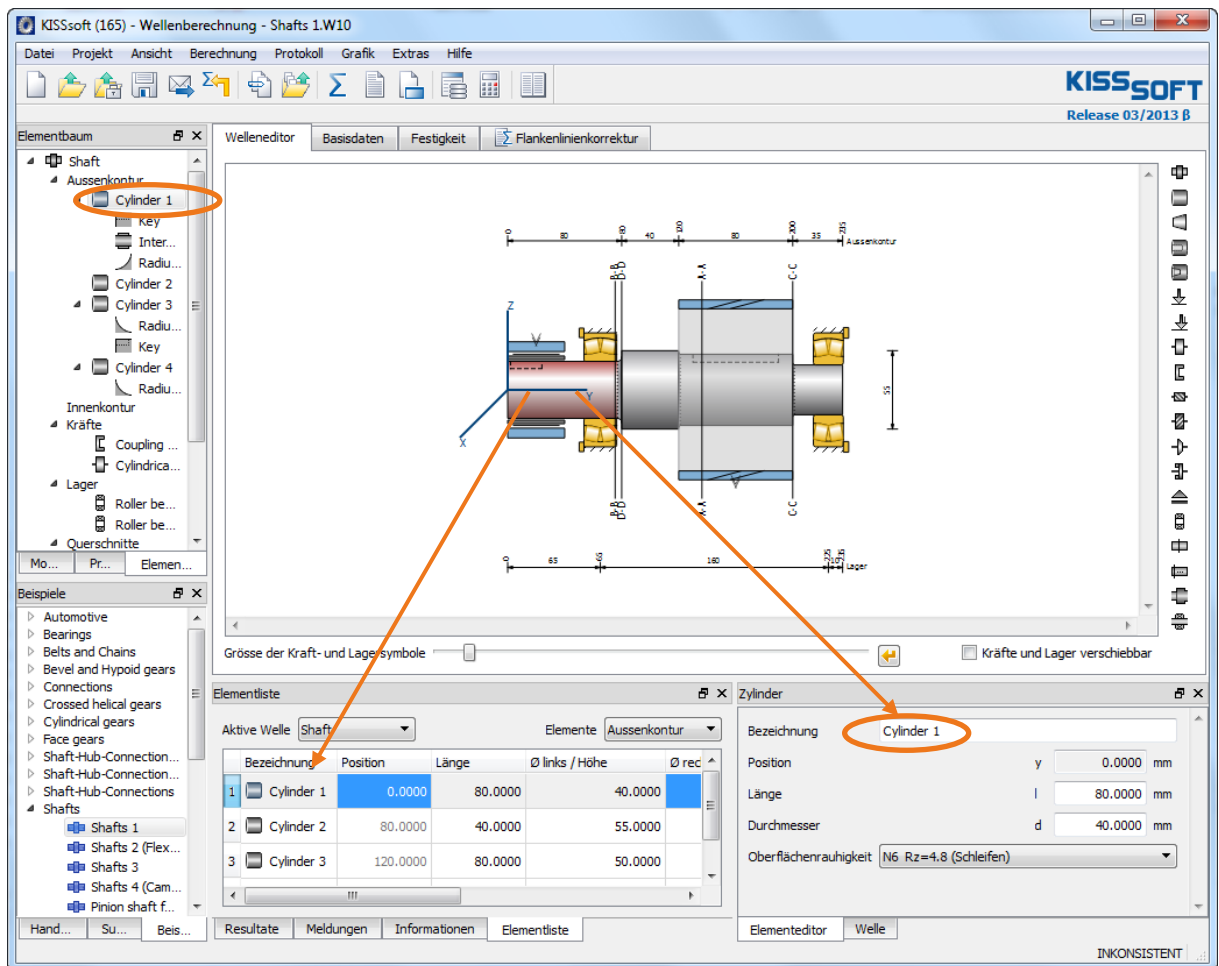 KISSsoft (165) - Wellenberechnung - Shafts 1.W10
Datei Projekt Ansicht Berechnung Protokoll Grafik Extras Hilfe
KISSsoft
Release 03/2013 β
Elementbaum
Shaft
Aussenkontur
Cylinder 1
Key
Inter...
Radiu...
Cylinder 2
Cylinder 3
Radiu...
Key
Cylinder 4
Radiu...
Innenkontur
Kräfte
Coupling ...
Cylindrica...
Lager
Roller be...
Roller be...
Querschnitte
Mo... Pr... Elemen...
Beispiele
Automotive
Bearings
Belts and Chains
Bevel and Hypoid gears
Connections
Crossed helical gears
Cylindrical gears
Face gears
Shaft-Hub-Connection...
Shaft-Hub-Connection...
Shaft-Hub-Connections
Shafts
Shafts 1
Shafts 2 (Flex...
Shafts 3
Shafts 4 (Cam...
Pinion shaft f...
Hand... Su... Beis...
Welleneditor Basisdaten Festigkeit Flankenlinienkorrektur
0 80 80 40 120 80 200 35 235 Aussenkontur
B-B D-D A-A C-C
Z
Y
X
55
B-B D-D A-A C-C
0 65 65 160 225 10 235 Lager
Grösse der Kraft- und Lagersymbole
Kräfte und Lager verschiebbar
Elementliste
Aktive Welle Shaft Elemente Aussenkontur
Bezeichnung Position Länge Ø links / Höhe Ø rec
1 Cylinder 1 0.0000 80.0000 40.0000
2 Cylinder 2 80.0000 40.0000 55.0000
3 Cylinder 3 120.0000 80.0000 50.0000
Resultate Meldungen Informationen Elementliste
Zylinder
Bezeichnung Cylinder 1
Position y 0.0000 mm
Länge l 80.0000 mm
Durchmesser d 40.0000 mm
Oberflächenrauhigkeit N6 Rz=4.8 (Schleifen)
Elementeditor Welle
INKONSISTENT